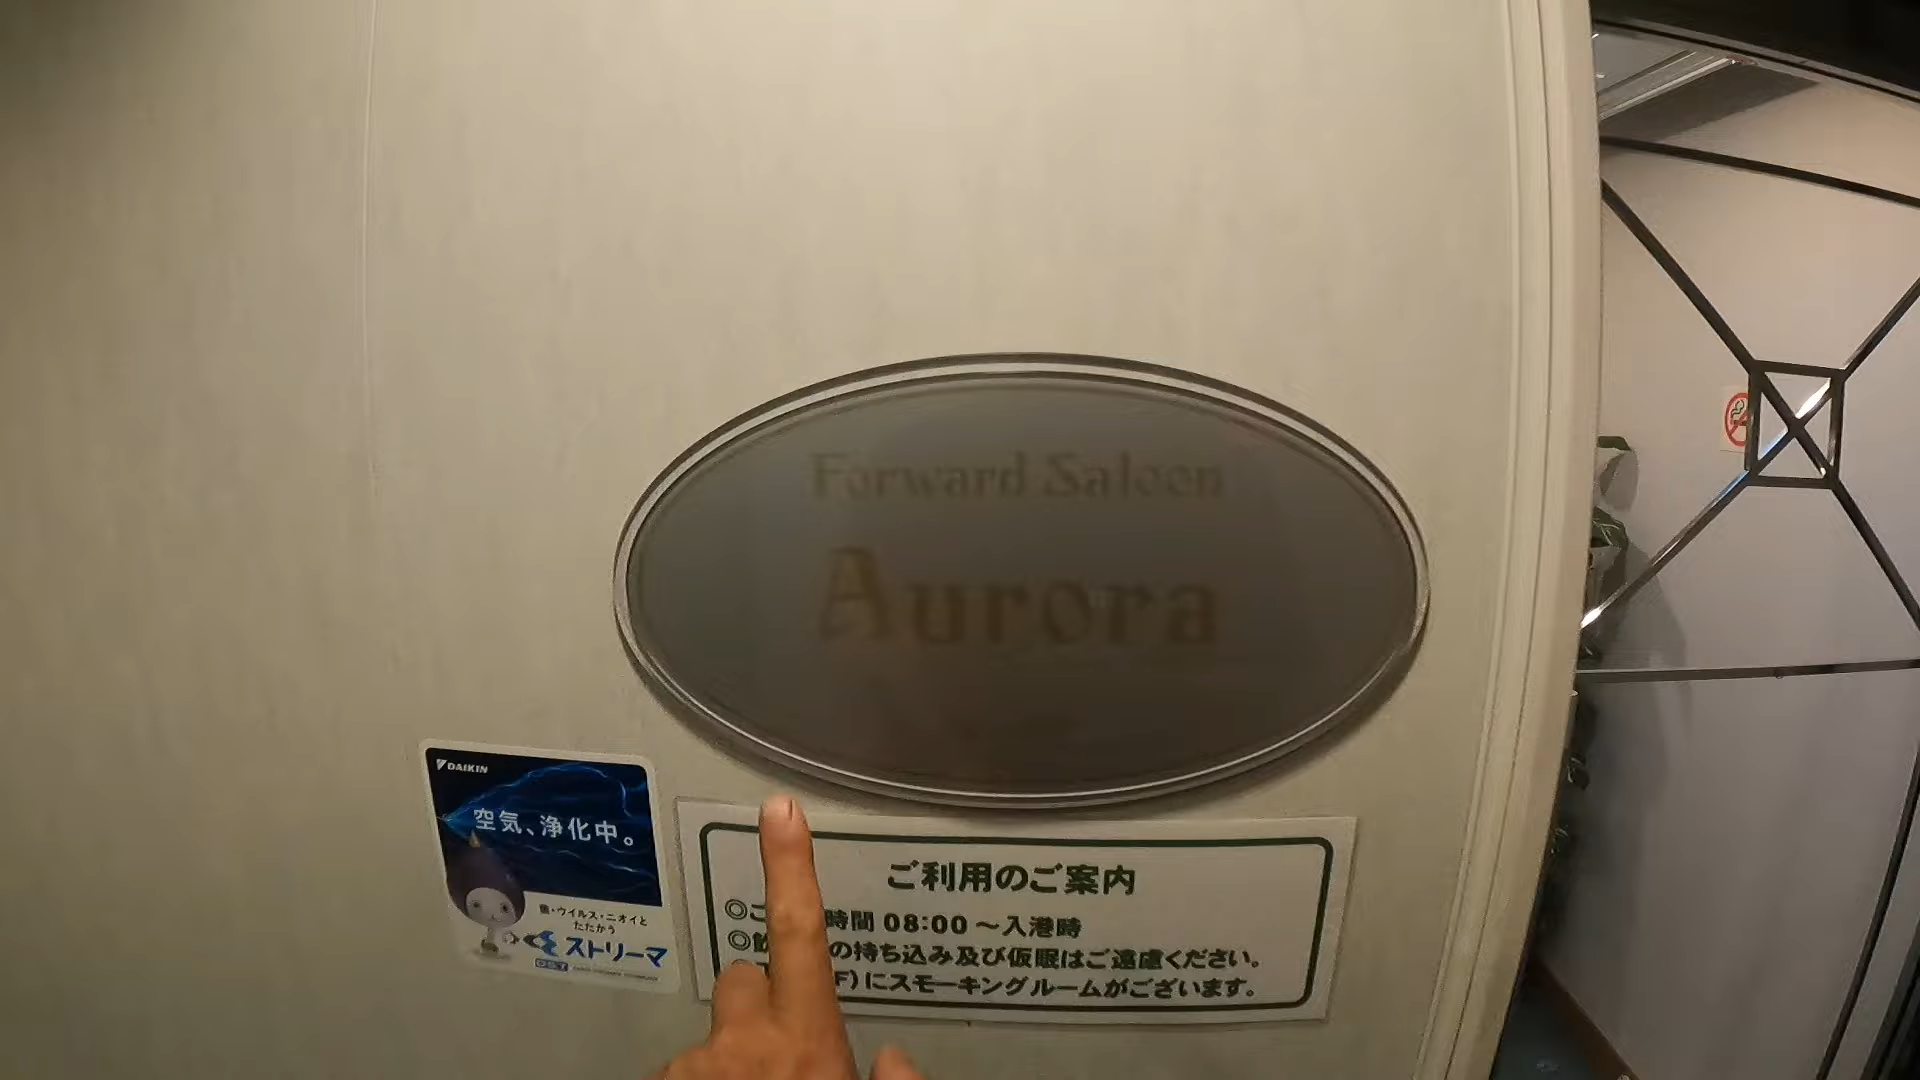 Forward Saloon
Aurora
DAIKIN
空気、浄化中。
菌・ウイルス・ニオイと
たたかう
ストリーマ
ご利用のご案内
◎ご 時間 08:00 〜入港時
◎飲 の持ち込み及び仮眠はご遠慮ください。
F)にスモーキングルームがございます。